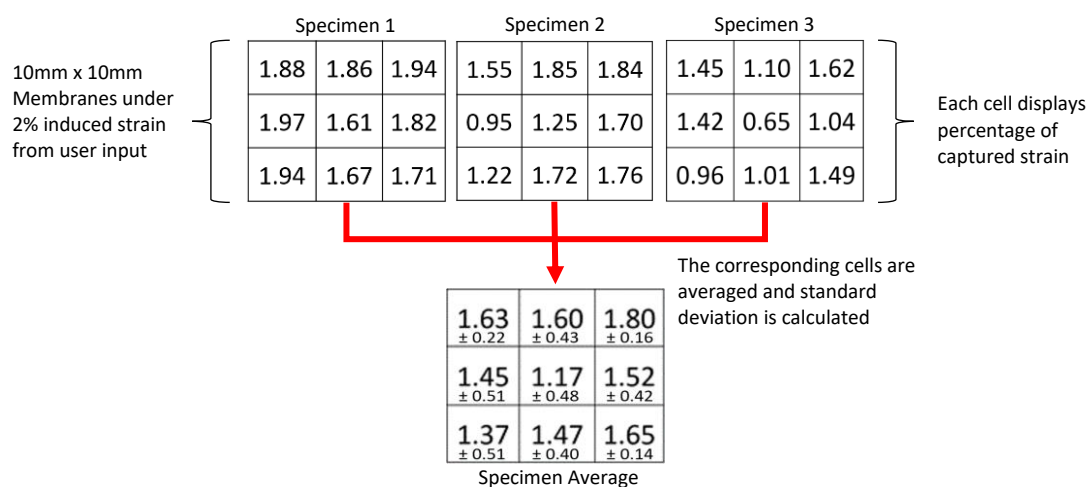 Specimen 1
Specimen 2
Specimen 3
10mm x 10mm
Membranes under
2% induced strain
from user input
1.88 1.86 1.94
1.97 1.61 1.82
1.94 1.67 1.71
1.55 1.85 1.84
0.95 1.25 1.70
1.22 1.72 1.76
1.45 1.10 1.62
1.42 0.65 1.04
0.96 1.01 1.49
Each cell displays
percentage of
captured strain
The corresponding cells are
averaged and standard
deviation is calculated
1.63 1.60 1.80
± 0.22 ± 0.43 ± 0.16
1.45 1.17 1.52
± 0.51 ± 0.48 ± 0.42
1.37 1.47 1.65
± 0.51 ± 0.40 ± 0.14
Specimen Average